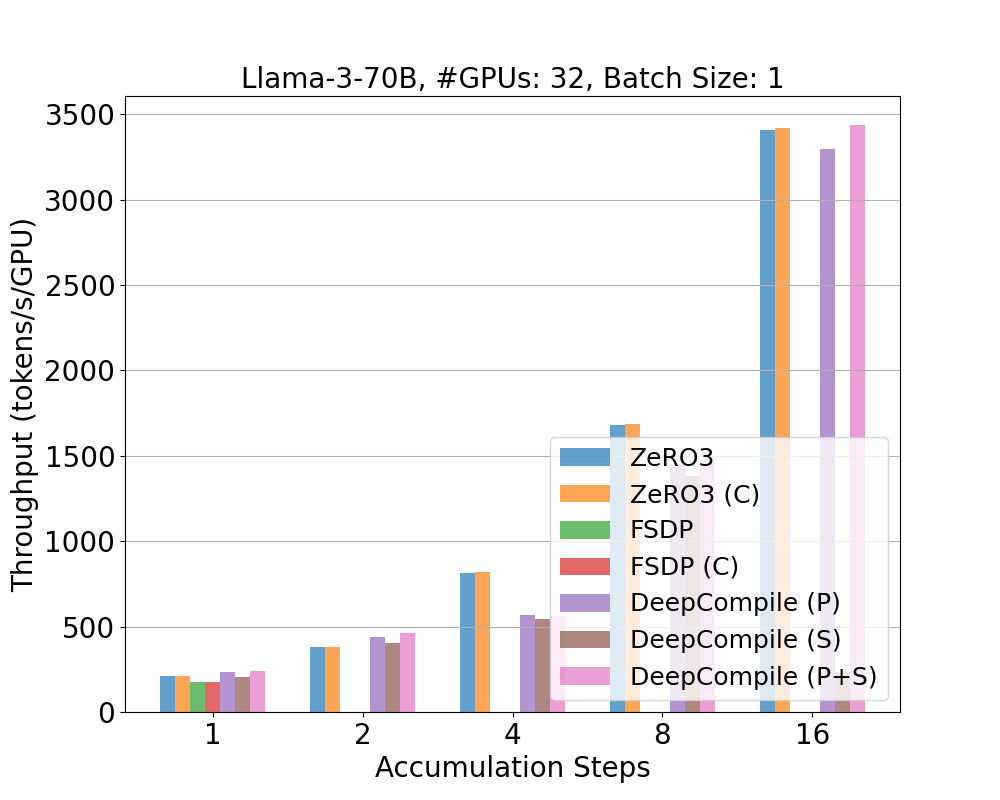 Llama-3-70B, #GPUs: 32, Batch Size: 1
Throughput (tokens/s/GPU)
3500
3000
2500
2000
1500
1000
500
0
ZeRO3
ZeRO3 (C)
FSDP
FSDP (C)
DeepCompile (P)
DeepCompile (S)
DeepCompile (P+S)
1 2 4 8 16
Accumulation Steps